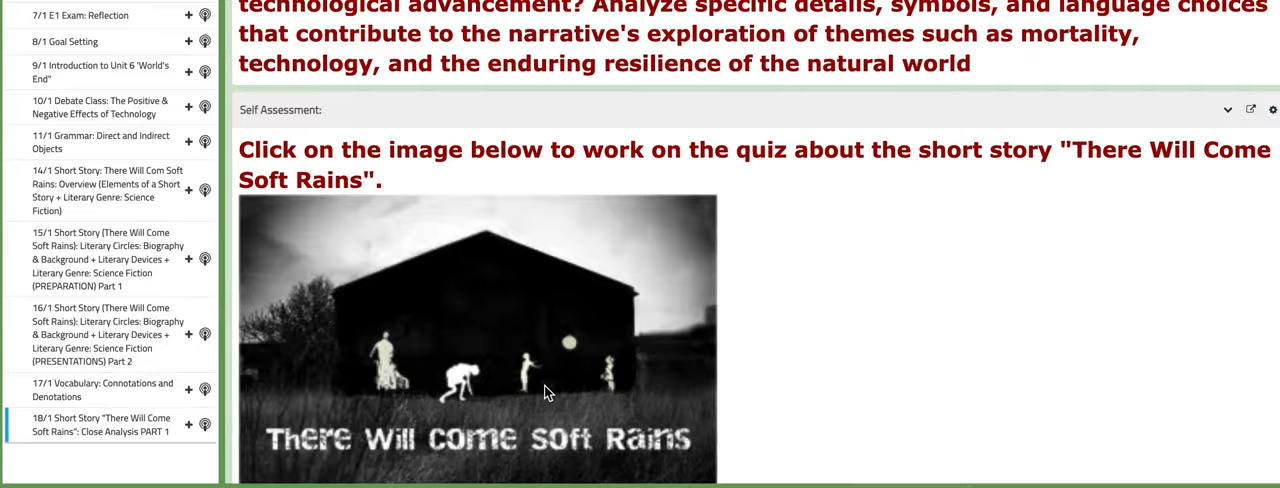 7/1 E1 Exam: Reflection
8/1 Goal Setting
9/1 Introduction to Unit 6 'World's
End"
10/1 Debate Class: The Positive &
Negative Effects of Technology
11/1 Grammar: Direct and Indirect
Objects
14/1 Short Story: There Will Com Soft
Rains: Overview (Elements of a Short
Story + Literary Genre: Science
Fiction)
15/1 Short Story (There Will Come
Soft Rains): Literary Circles: Biography
& Background + Literary Devices +
Literary Genre: Science Fiction
(PREPARATION) Part 1
16/1 Short Story (There Will Come
Soft Rains): Literary Circles: Biography
& Background + Literary Devices +
Literary Genre: Science Fiction
(PRESENTATIONS) Part 2
17/1 Vocabulary: Connotations and
Denotations
18/1 Short Story "There Will Come
Soft Rains": Close Analysis PART 1
technological advancement? Analyze specific details, symbols, and language choices
that contribute to the narrative's exploration of themes such as mortality,
technology, and the enduring resilience of the natural world
Self Assessment:
Click on the image below to work on the quiz about the short story "There Will Come
Soft Rains".
There Will come soft Rains